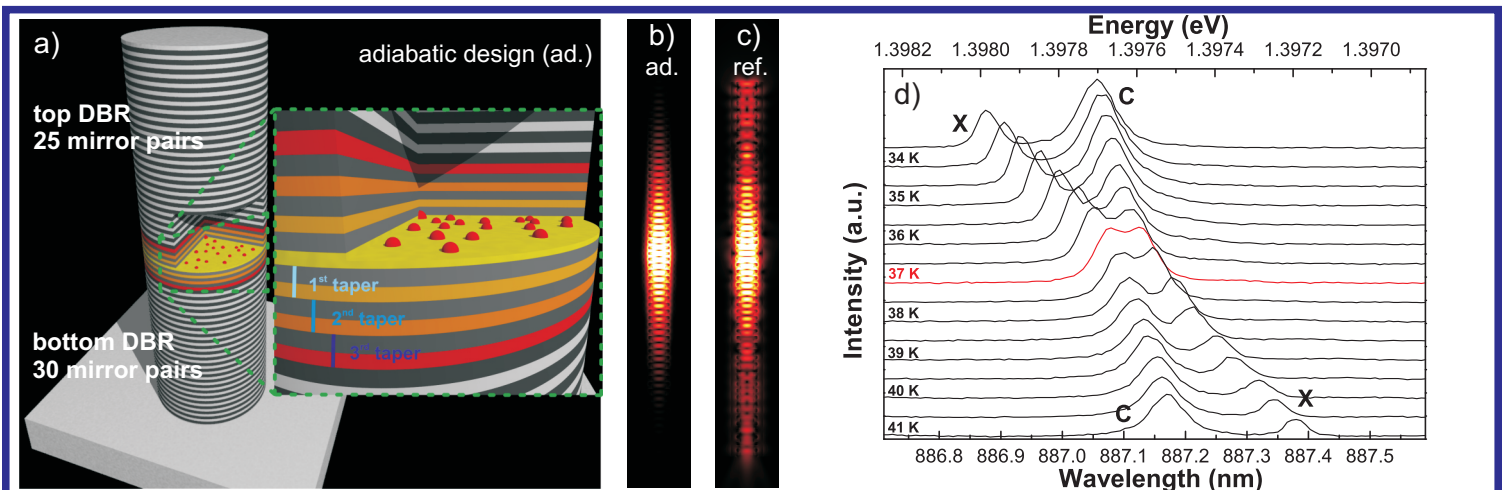 a)
adiabatic design (ad.)
top DBR
25 mirror pairs
bottom DBR
30 mirror pairs
1st taper
2nd taper
3rd taper
b)
ad.
c)
ref.
Energy (eV)
1.3982 1.3980 1.3978 1.3976 1.3974 1.3972 1.3970
d)
C
X
34 K
35 K
36 K
37 K
38 K
39 K
40 K
X
C
41 K
Intensity (a.u.)
886.8 886.9 887.0 887.1 887.2 887.3 887.4 887.5
Wavelength (nm)